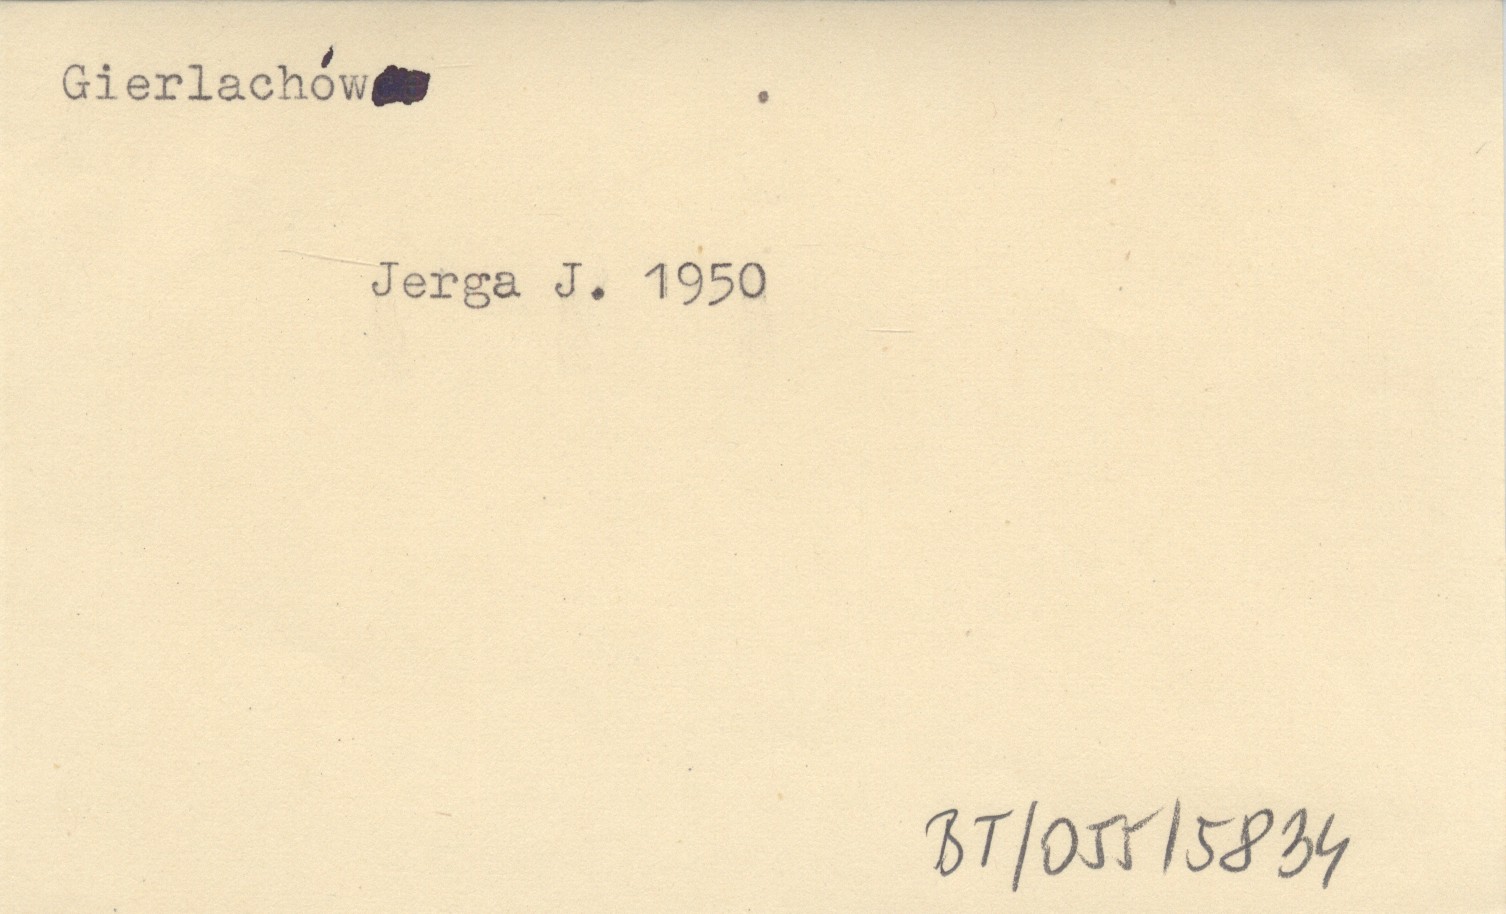 Gierlachów
Jerga J. 1950
BT/055/5834